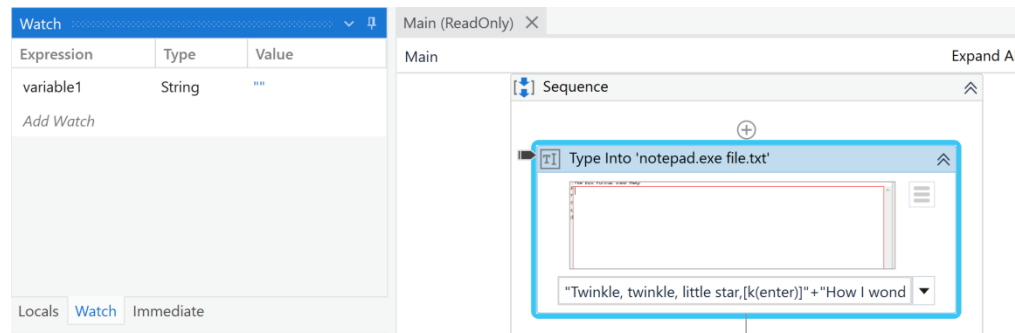 Watch
Expression Type Value
variable1 String ""
Add Watch
Locals Watch Immediate
Main (ReadOnly)
Main Expand A
Sequence
TI Type Into 'notepad.exe file.txt'
"Twinkle, twinkle, little star,[k(enter)]"+"How I wond